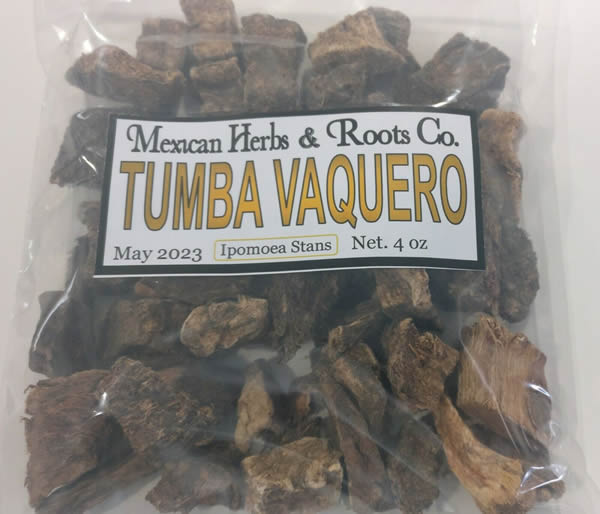 Mexican Herbs & Roots Co.
TUMBA VAQUERO
May 2023 Ipomoea Stans Net. 4 oz